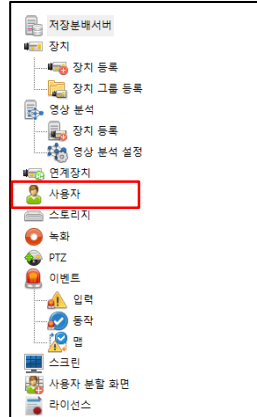 저장분배서버
장치
장치 등록
장치 그룹 등록
영상 분석
장치 등록
영상 분석 설정
연계장치
사용자
스토리지
녹화
PTZ
이벤트
입력
동작
맵
스크린
사용자 분할 화면
라이선스